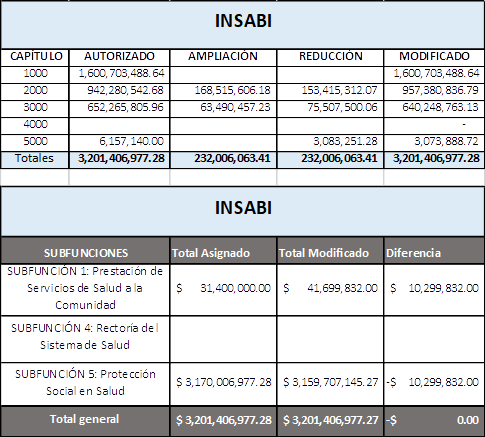 INSABI
CAPÍTULO AUTORIZADO AMPLIACIÓN REDUCCIÓN MODIFICADO
1000 1,600,703,488.64 1,600,703,488.64
2000 942,280,542.68 168,515,606.18 153,415,312.07 957,380,836.79
3000 652,265,805.96 63,490,457.23 75,507,500.06 640,248,763.13
4000 -
5000 6,157,140.00 3,083,251.28 3,073,888.72
Totales 3,201,406,977.28 232,006,063.41 232,006,063.41 3,201,406,977.28
INSABI
SUBFUNCIONES Total Asignado Total Modificado Diferencia
SUBFUNCIÓN 1: Prestación de
Servicios de Salud a la
Comunidad
$ 31,400,000.00 $ 41,699,832.00 $ 10,299,832.00
SUBFUNCIÓN 4: Rectoría del
Sistema de Salud
SUBFUNCIÓN 5: Protección
Social en Salud
$ 3,170,006,977.28 $ 3,159,707,145.27 -$ 10,299,832.00
Total general $ 3,201,406,977.28 $ 3,201,406,977.27 -$ 0.00